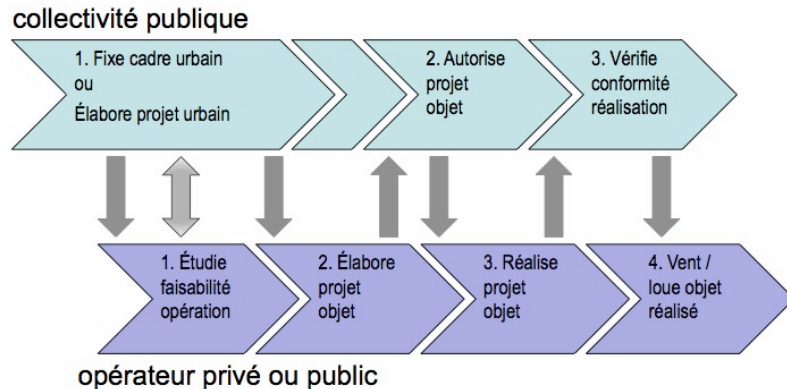 collectivité publique
1. Fixe cadre urbain
ou
Élabore projet urbain
2. Autorise
projet
objet
3. Vérifie
conformité
réalisation
1. Étudie
faisabilité
opération
2. Élabore
projet
objet
3. Réalise
projet
objet
4. Vent /
loue objet
réalisé
opérateur privé ou public